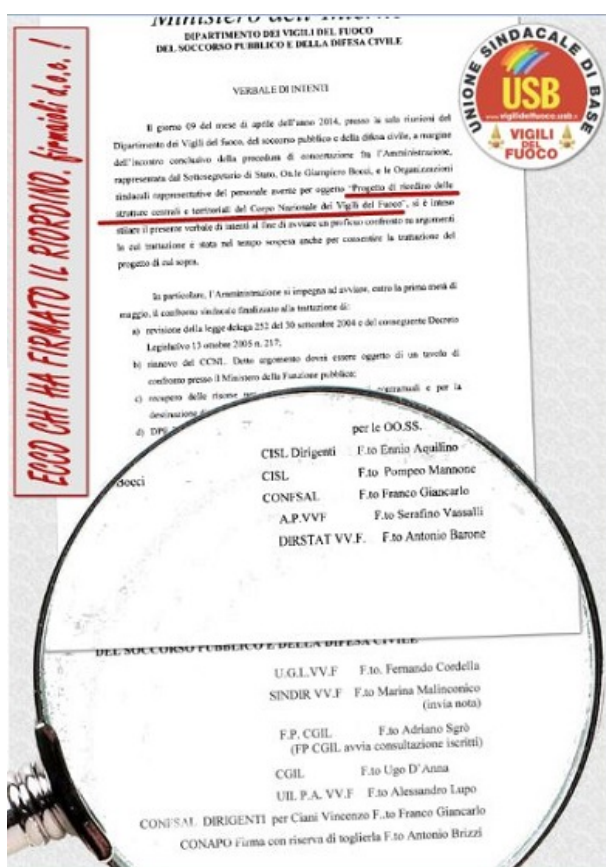 Ministero dell'Interno
DIPARTIMENTO DEI VIGILI DEL FUOCO
DEL SOCCORSO PUBBLICO E DELLA DIFESA CIVILE
VERBALE DI INTENTI
Il giorno 09 del mese di aprile dell'anno 2014, presso la sala riunioni del
Dipartimento dei Vigili del fuoco, del soccorso pubblico e della difesa civile, a margine
dell'incontro conclusivo della procedura di concertazione fra l'Amministrazione,
rappresentata dal Sottosegretario di Stato, On.le Giampiero Bocci, e le Organizzazioni
sindacali rappresentative del personale avente per oggetto "Progetto di riordino delle
strutture centrali e territoriali del Corpo Nazionale dei Vigili del Fuoco", si è inteso
stilare il presente verbale di intenti al fine di avviare un proficuo confronto su argomenti
la cui trattazione è stata nel tempo sospesa anche per consentire la trattazione del
progetto di cui sopra.
In particolare, l'Amministrazione si impegna ad avviare, entro la prima metà di
maggio, il confronto sindacale finalizzato alla trattazione di:
a) revisione della legge delega 252 del 30 settembre 2004 e del conseguente Decreto
Legislativo 13 ottobre 2005 n. 217;
b) rinnovo del CCNL. Detto argomento dovrà essere oggetto di un tavolo di
confronto presso il Ministero della Funzione pubblica;
c) recupero delle risorse per contrattuali e per la
destinazione
d) DPR
ECCO CHI HA FIRMATO IL RIORDINO. firmaioli d.o.c. !
UNIONE SINDACALE DI BASE
USB
www.vigilidelfuoco.usb.it
VIGILI
DEL
FUOCO
per le OO.SS.
Bocci
CISL Dirigenti F.to Ennio Aquilino
CISL F.to Pompeo Mannone
CONFSAL F.to Franco Giancarlo
A.P.VVF F.to Serafino Vassalli
DIRSTAT VV.F. F.to Antonio Barone
DEL SOCCORSO PUBBLICO E DELLA DIFESA CIVILE
U.G.L.VV.F F.to. Fernando Cordella
SINDIR VV.F F.to Marina Malinconico
(invia nota)
F.P. CGIL F.to Adriano Sgrò
(FP CGIL avvia consultazione iscritti)
CGIL F.to Ugo D'Anna
UIL P.A. VV.F F.to Alessandro Lupo
CONFSAL DIRIGENTI per Ciani Vincenzo F..to Franco Giancarlo
CONAPO Firma con riserva di toglierla F.to Antonio Brizzi